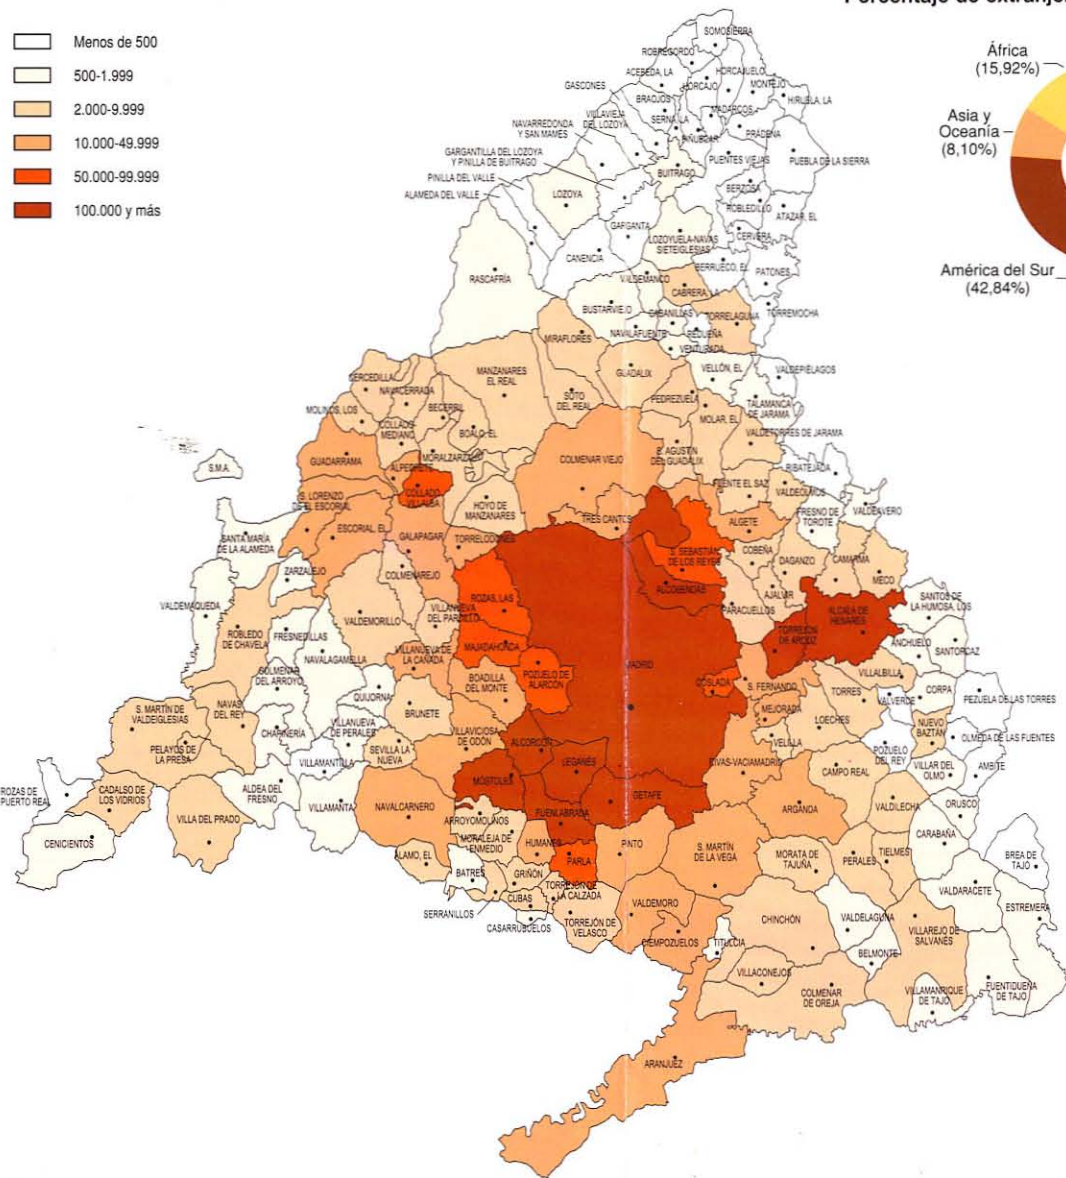 Menos de 500
500-1.999
2.000-9.999
10.000-49.999
50.000-99.999
100.000 y más
África
(15,92%)
Asia y
Oceanía
(8,10%)
América del Sur
(42,84%)
SOMOSIERRA
ROBREGORDO
ACEBEDA, LA
HORCAJUELO
HORCAJO
MONTEJO
HIRUELA, LA
GASCONES
BRAOJOS
MADARCOS
VILLAVIEJA
DEL LOZOYA
SERNA, LA
PIÑUECAR
PRÁDENA
NAVARREDONDA
Y SAN MAMÉS
GARGANTILLA DEL LOZOYA
Y PINILLA DE BUITRAGO
BUITRAGO
PUENTES VIEJAS
PUEBLA DE LA SIERRA
PINILLA DEL VALLE
ALAMEDA DEL VALLE
LOZOYA
BERZOSA
ROBLEDILLO
ATAZAR, EL
GARGANTA
CERVERA
LOZOYUELA-NAVAS
SIETEIGLESIAS
CANENCIA
BERRUECO, EL
RASCAFRÍA
VALDEMANCO
PATONES
CABRERA, LA
BUSTARVIEJO
CABANILLAS
TORRELAGUNA
TORREMOCHA
NAVALAFUENTE
REDUEÑA
VENTURADA
MIRAFLORES
GUADALIX
VELLÓN, EL
VALDEPIÉLAGOS
CERCEDILLA
NAVACERRADA
MANZANARES
EL REAL
SOTO
DEL REAL
PEDREZUELA
TALAMANCA
DE JARAMA
MOLINOS, LOS
BECERRIL
COLLADO-
MEDIANO
BOALO, EL
MOLAR, EL
VALDETORRES DE JARAMA
MORALZARZAL
GUADARRAMA
ALPEDRETE
COLMENAR VIEJO
S. AGUSTÍN
DEL GUADALIX
RIBATEJADA
S.M.A.
COLLADO
VILLALBA
FUENTE EL SAZ
VALDEOLMOS
VALDEAVERO
S. LORENZO
DE EL ESCORIAL
HOYO DE
MANZANARES
TRES CANTOS
FRESNO DE
TOROTE
ESCORIAL, EL
ALGETE
SANTA MARÍA
DE LA ALAMEDA
GALAPAGAR
TORRELODONES
S. SEBASTIÁN
DE LOS REYES
COBEÑA
DAGANZO
CAMARMA
MECO
ZARZALEJO
COLMENAREJO
ALCOBENDAS
AJALVIR
VALDEMAQUEDA
ROZAS, LAS
PARACUELLOS
ALCALÁ DE
HENARES
SANTOS DE
LA HUMOSA, LOS
VILLANUEVA
DEL PARDILLO
VALDEMORILLO
ROBLEDO
DE CHAVELA
FRESNEDILLAS
TORREJÓN
DE ARDOZ
ANCHUELO
SANTORCAZ
NAVALAGAMELLA
MAJADAHONDA
VILLANUEVA DE
LA CAÑADA
POZUELO DE
ALARCÓN
MADRID
COSLADA
S. FERNANDO
VILLALBILLA
COLMENAR
DEL ARROYO
BOADILLA
DEL MONTE
QUIJORNA
TORRES
VALVERDE
CORPA
PEZUELA DE LAS TORRES
MEJORADA
BRUNETE
S. MARTÍN DE
VALDEIGLESIAS
NAVAS
DEL REY
VILLANUEVA
DE PERALES
CHAPINERÍA
LOECHES
NUEVO
BAZTÁN
VELILLA
OLMEDA DE LAS FUENTES
VILLAVICIOSA
DE ODÓN
ALCORCÓN
POZUELO
DEL REY
PELAYOS DE
LA PRESA
SEVILLA LA
NUEVA
LEGANÉS
RIVAS-VACIAMADRID
CAMPO REAL
VILLAR DEL
OLMO
AMBITE
VILLAMANTILLA
MÓSTOLES
ROZAS DE
PUERTO REAL
CADALSO DE
LOS VIDRIOS
ALDEA DEL
FRESNO
VILLAMANTA
NAVALCARNERO
GETAFE
ARGANDA
VALDILECHA
ORUSCO
FUENLABRADA
ARROYOMOLINOS
VILLA DEL PRADO
CENICIENTOS
MORALEJA DE
ENMEDIO
HUMANES
PINTO
S. MARTÍN
DE LA VEGA
MORATA DE
TAJUÑA
PERALES
TIELMES
CARABAÑA
BREA DE
TAJO
ALAMO, EL
PARLA
BATRES
GRIÑÓN
TORREJÓN DE
LA CALZADA
VALDARACETE
SERRANILLOS
CUBAS
VALDEMORO
CHINCHÓN
VALDELAGUNA
ESTREMERA
CASARRUBUELOS
TORREJÓN DE
VELASCO
VILLAREJO DE
SALVANÉS
CIEMPOZUELOS
TITULCIA
BELMONTE
VILLACONEJOS
COLMENAR
DE OREJA
VILLAMANRIQUE
DE TAJO
FUENTIDUEÑA
DE TAJO
ARANJUEZ